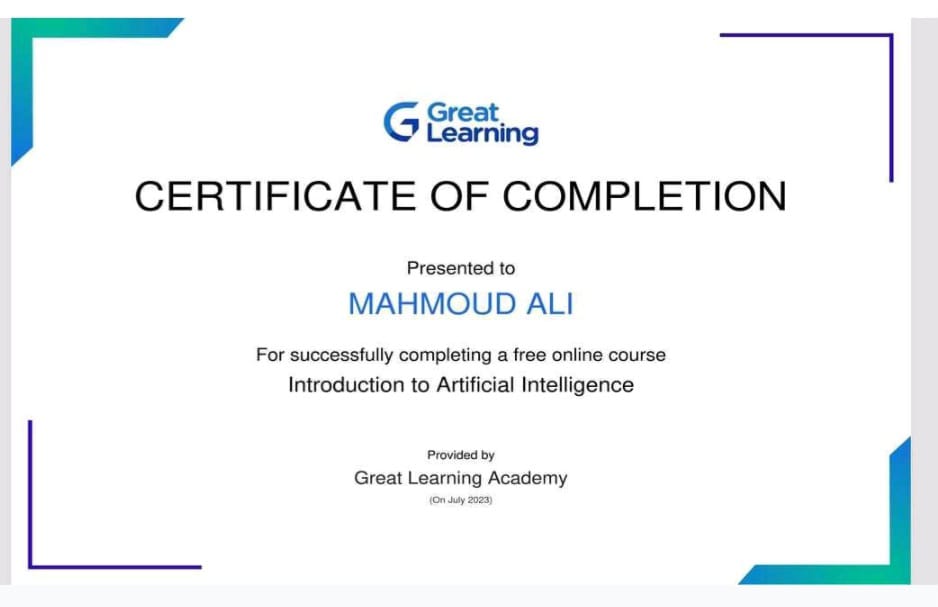 Great
Learning
CERTIFICATE OF COMPLETION
Presented to
MAHMOUD ALI
For successfully completing a free online course
Introduction to Artificial Intelligence
Provided by
Great Learning Academy
(On July 2023)